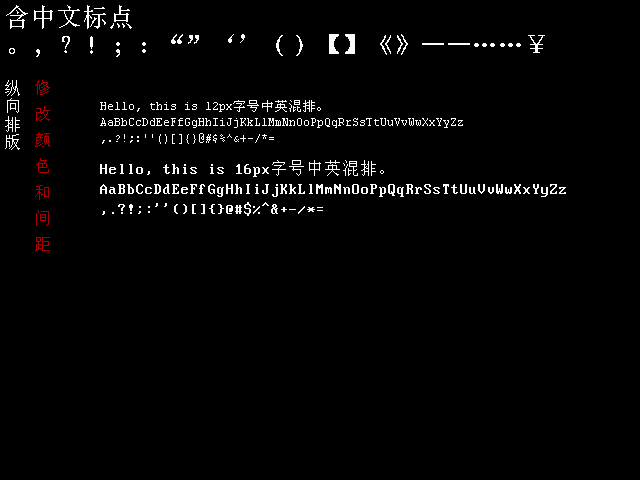 含中文标点
。，？！；：“”‘’（）【】《》——……￥
纵向排版
修改颜色和间距
Hello, this is 12px字号中英混排。
AaBbCcDdEeFfGgHhIiJjKkLlMmNnOoPpQqRrSsTtUuVvWwXxYyZz
,.?!;:''()[]{}@#$%^&+-/*=
Hello, this is 16px字号中英混排。
AaBbCcDdEeFfGgHhIiJjKkLlMmNnOoPpQqRrSsTtUuVvWwXxYyZz
,.?!;:''()[]{}@#$%^&+-/*=